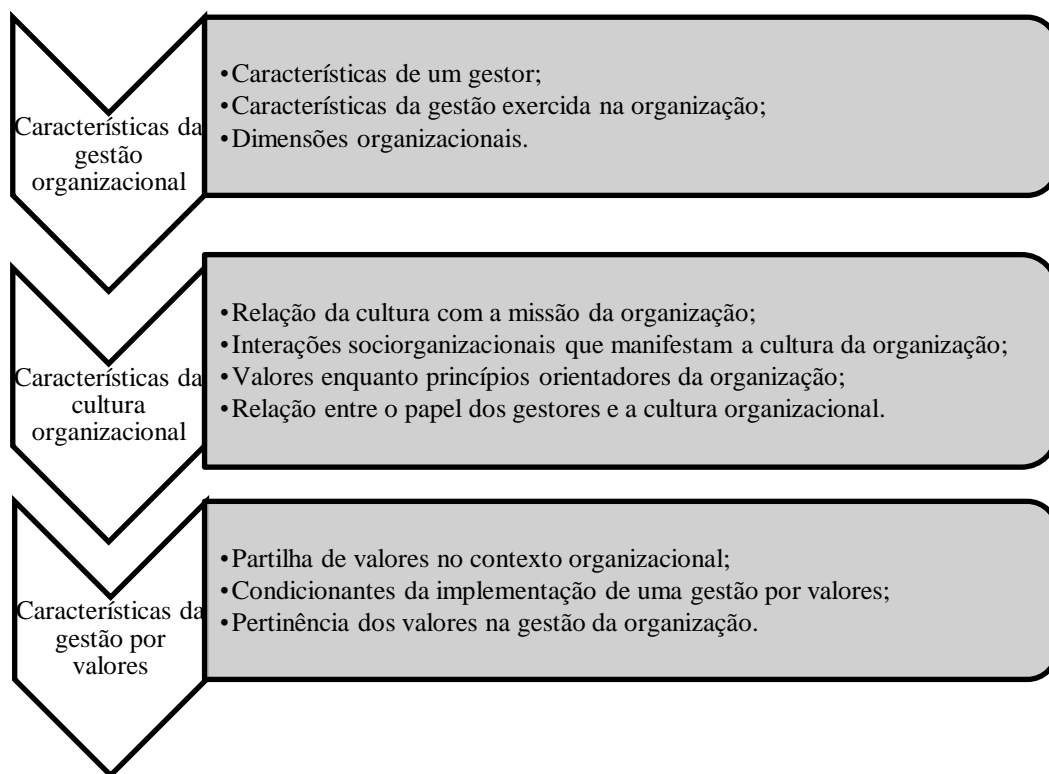 Características da
gestão
organizacional
•Características de um gestor;
•Características da gestão exercida na organização;
•Dimensões organizacionais.
Características da
cultura
organizacional
•Relação da cultura com a missão da organização;
•Interações sociorganizacionais que manifestam a cultura da organização;
•Valores enquanto princípios orientadores da organização;
•Relação entre o papel dos gestores e a cultura organizacional.
Características da
gestão por
valores
•Partilha de valores no contexto organizacional;
•Condicionantes da implementação de uma gestão por valores;
•Pertinência dos valores na gestão da organização.